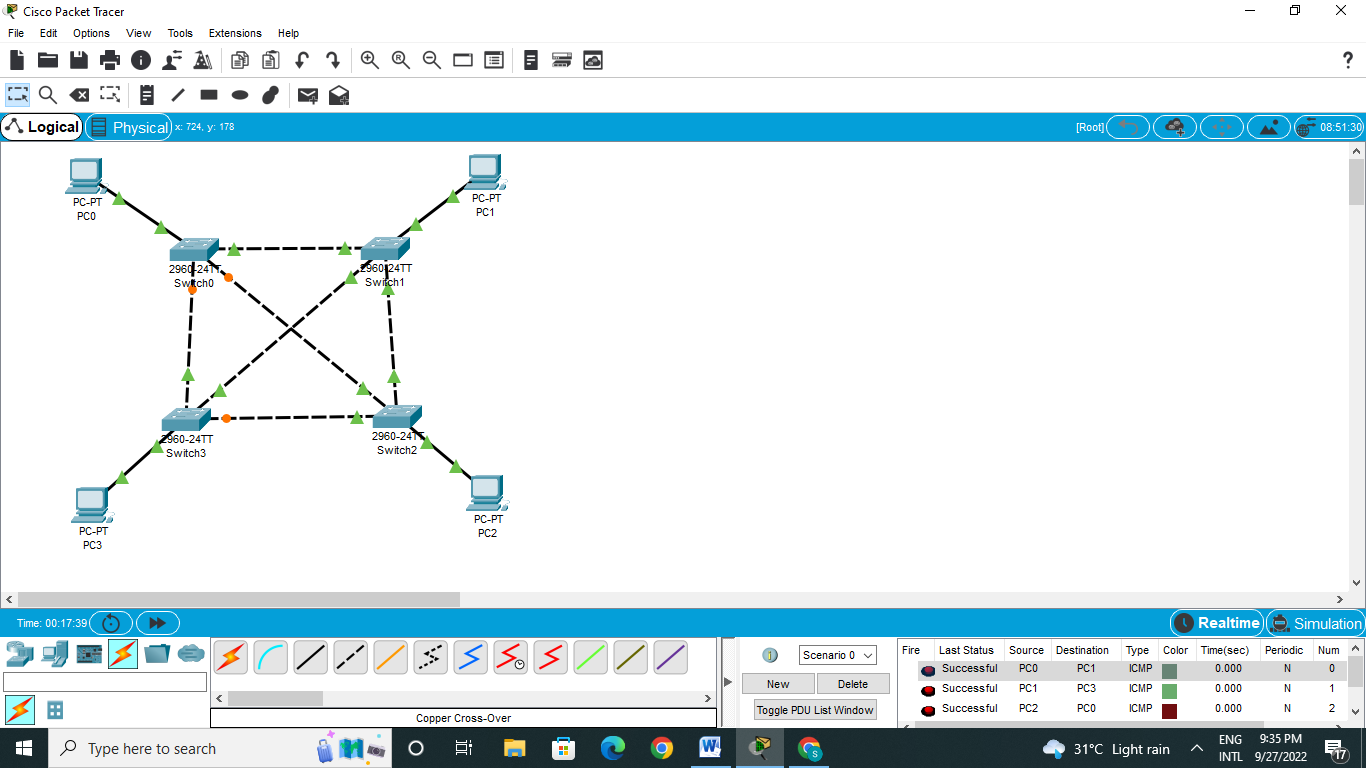 Cisco Packet Tracer
File Edit Options View Tools Extensions Help
?
Logical Physical x: 724, y: 178 [Root] 08:51:30
PC-PT
PC0
PC-PT
PC1
2960-24TT
Switch0
2960-24TT
Switch1
2960-24TT
Switch3
2960-24TT
Switch2
PC-PT
PC3
PC-PT
PC2
Time: 00:17:39 Realtime Simulation
Scenario 0
New Delete
Toggle PDU List Window
Copper Cross-Over
Fire Last Status Source Destination Type Color Time(sec) Periodic Num
Successful PC0 PC1 ICMP 0.000 N 0
Successful PC1 PC3 ICMP 0.000 N 1
Successful PC2 PC0 ICMP 0.000 N 2
Type here to search
31°C Light rain
ENG
INTL
9:35 PM
9/27/2022
17